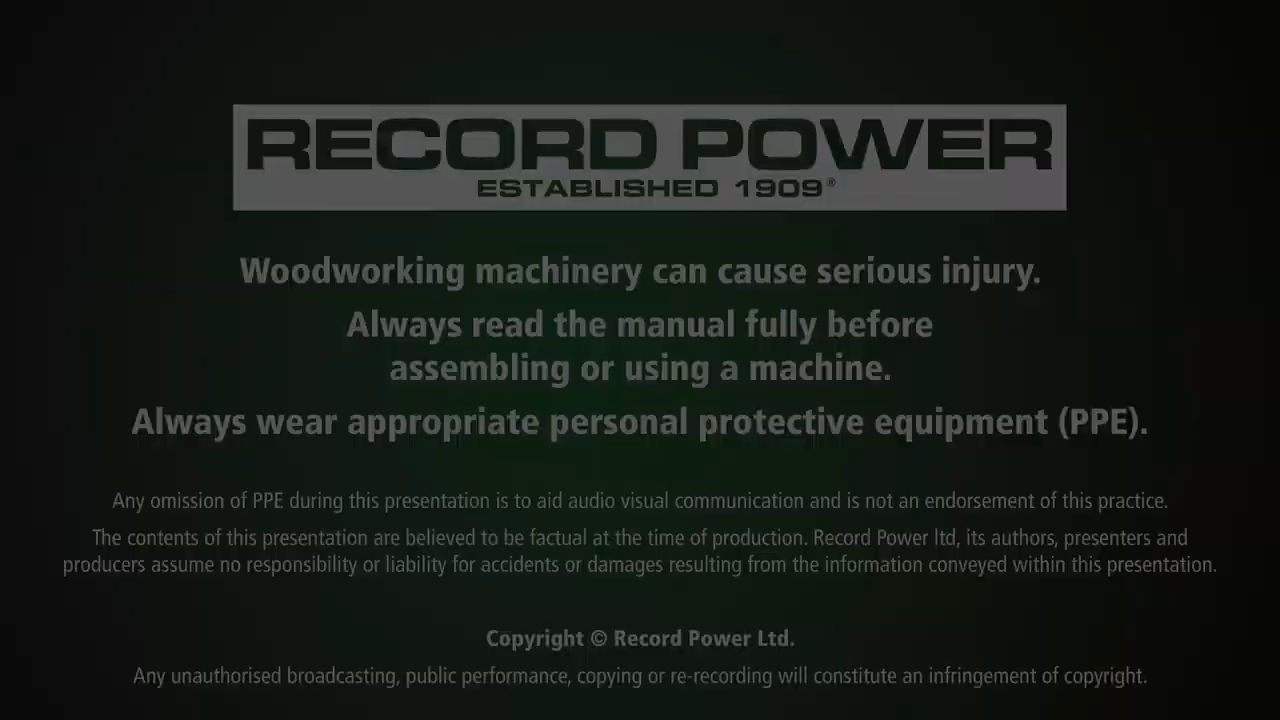 RECORD POWER
ESTABLISHED 1909®
Woodworking machinery can cause serious injury.
Always read the manual fully before
assembling or using a machine.
Always wear appropriate personal protective equipment (PPE).
Any omission of PPE during this presentation is to aid audio visual communication and is not an endorsement of this practice.
The contents of this presentation are believed to be factual at the time of production. Record Power ltd, its authors, presenters and
producers assume no responsibility or liability for accidents or damages resulting from the information conveyed within this presentation.
Copyright © Record Power Ltd.
Any unauthorised broadcasting, public performance, copying or re-recording will constitute an infringement of copyright.